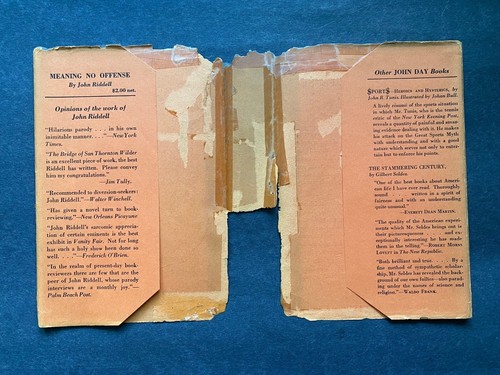 MEANING NO OFFENSE
By John Riddell
$2.00 net.
Opinions of the work of
John Riddell
"Hilarious parody . . . in his own
inimitable manner. . . ."—New York
Times.
"The Bridge of San Thornton Wilder
is an excellent piece of work, the best
Riddell has written. Please convey
him my congratulations."
—Jim Tully.
"Recommended to diversion-seekers:
John Riddell."—Walter Winchell.
"Has given a novel turn to book-
reviewing."—New Orleans Picayune
"John Riddell's sarcastic apprecia-
tion of certain eminents is the best
exhibit in Vanity Fair. Not for long
has such a holy show been done so
well. . . ."—Frederick O'Brien.
"In the realm of present-day book-
reviewers there are few that are the
peer of John Riddell, whose parody
interviews are a monthly joy."—
Palm Beach Post.
Other JOHN DAY Books
$PORT$—Heroics and Hysterics, by
John R. Tunis. Illustrated by Johan Bull.
A lively résumé of the sports situation
in which Mr. Tunis, who is the tennis
critic of the New York Evening Post,
reveals a quantity of painful and amus-
ing evidence dealing with it. He makes
his attack on the Great Sports Myth
with understanding and with a good
nature which serves not only to enter-
tain but to enforce his points.
THE STAMMERING CENTURY,
by Gilbert Seldes.
"One of the best books about Ameri-
can life I have ever read. Thoroughly
sound . . . written in a spirit of
fairness and with an understanding
quite unusual."
—Everett Dean Martin.
"The quality of the American experi-
ments which Mr. Seldes brings out is
their picturesqueness . . . and ex-
ceptionally interesting he has made
them in the telling."—Robert Morss
Lovett in The New Republic.
"Both brilliant and true. . . . By a
fine method of sympathetic scholar-
ship, Mr. Seldes has revealed the back-
ground of our own follies—also parad-
ing under the names of science and
religion."—Waldo Frank.